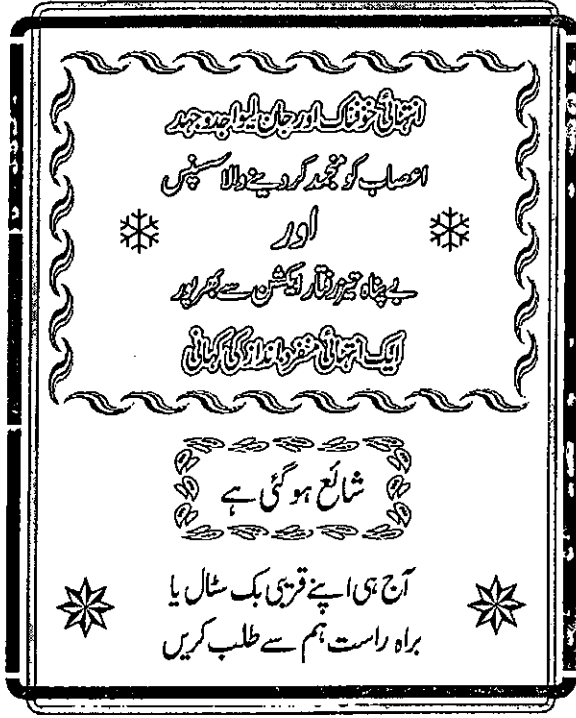 انتہائی خوفناک اور جان لیوا جدوجہد
اعصاب کو منجمد کر دینے والا سسپنس
اور
بے پناہ تیز رفتار ایکشن سے بھرپور
ایک انتہائی منفرد انداز کی کہانی
شائع ہو گئی ہے
آج ہی اپنے قریبی بک سٹال یا
براہ راست ہم سے طلب کریں